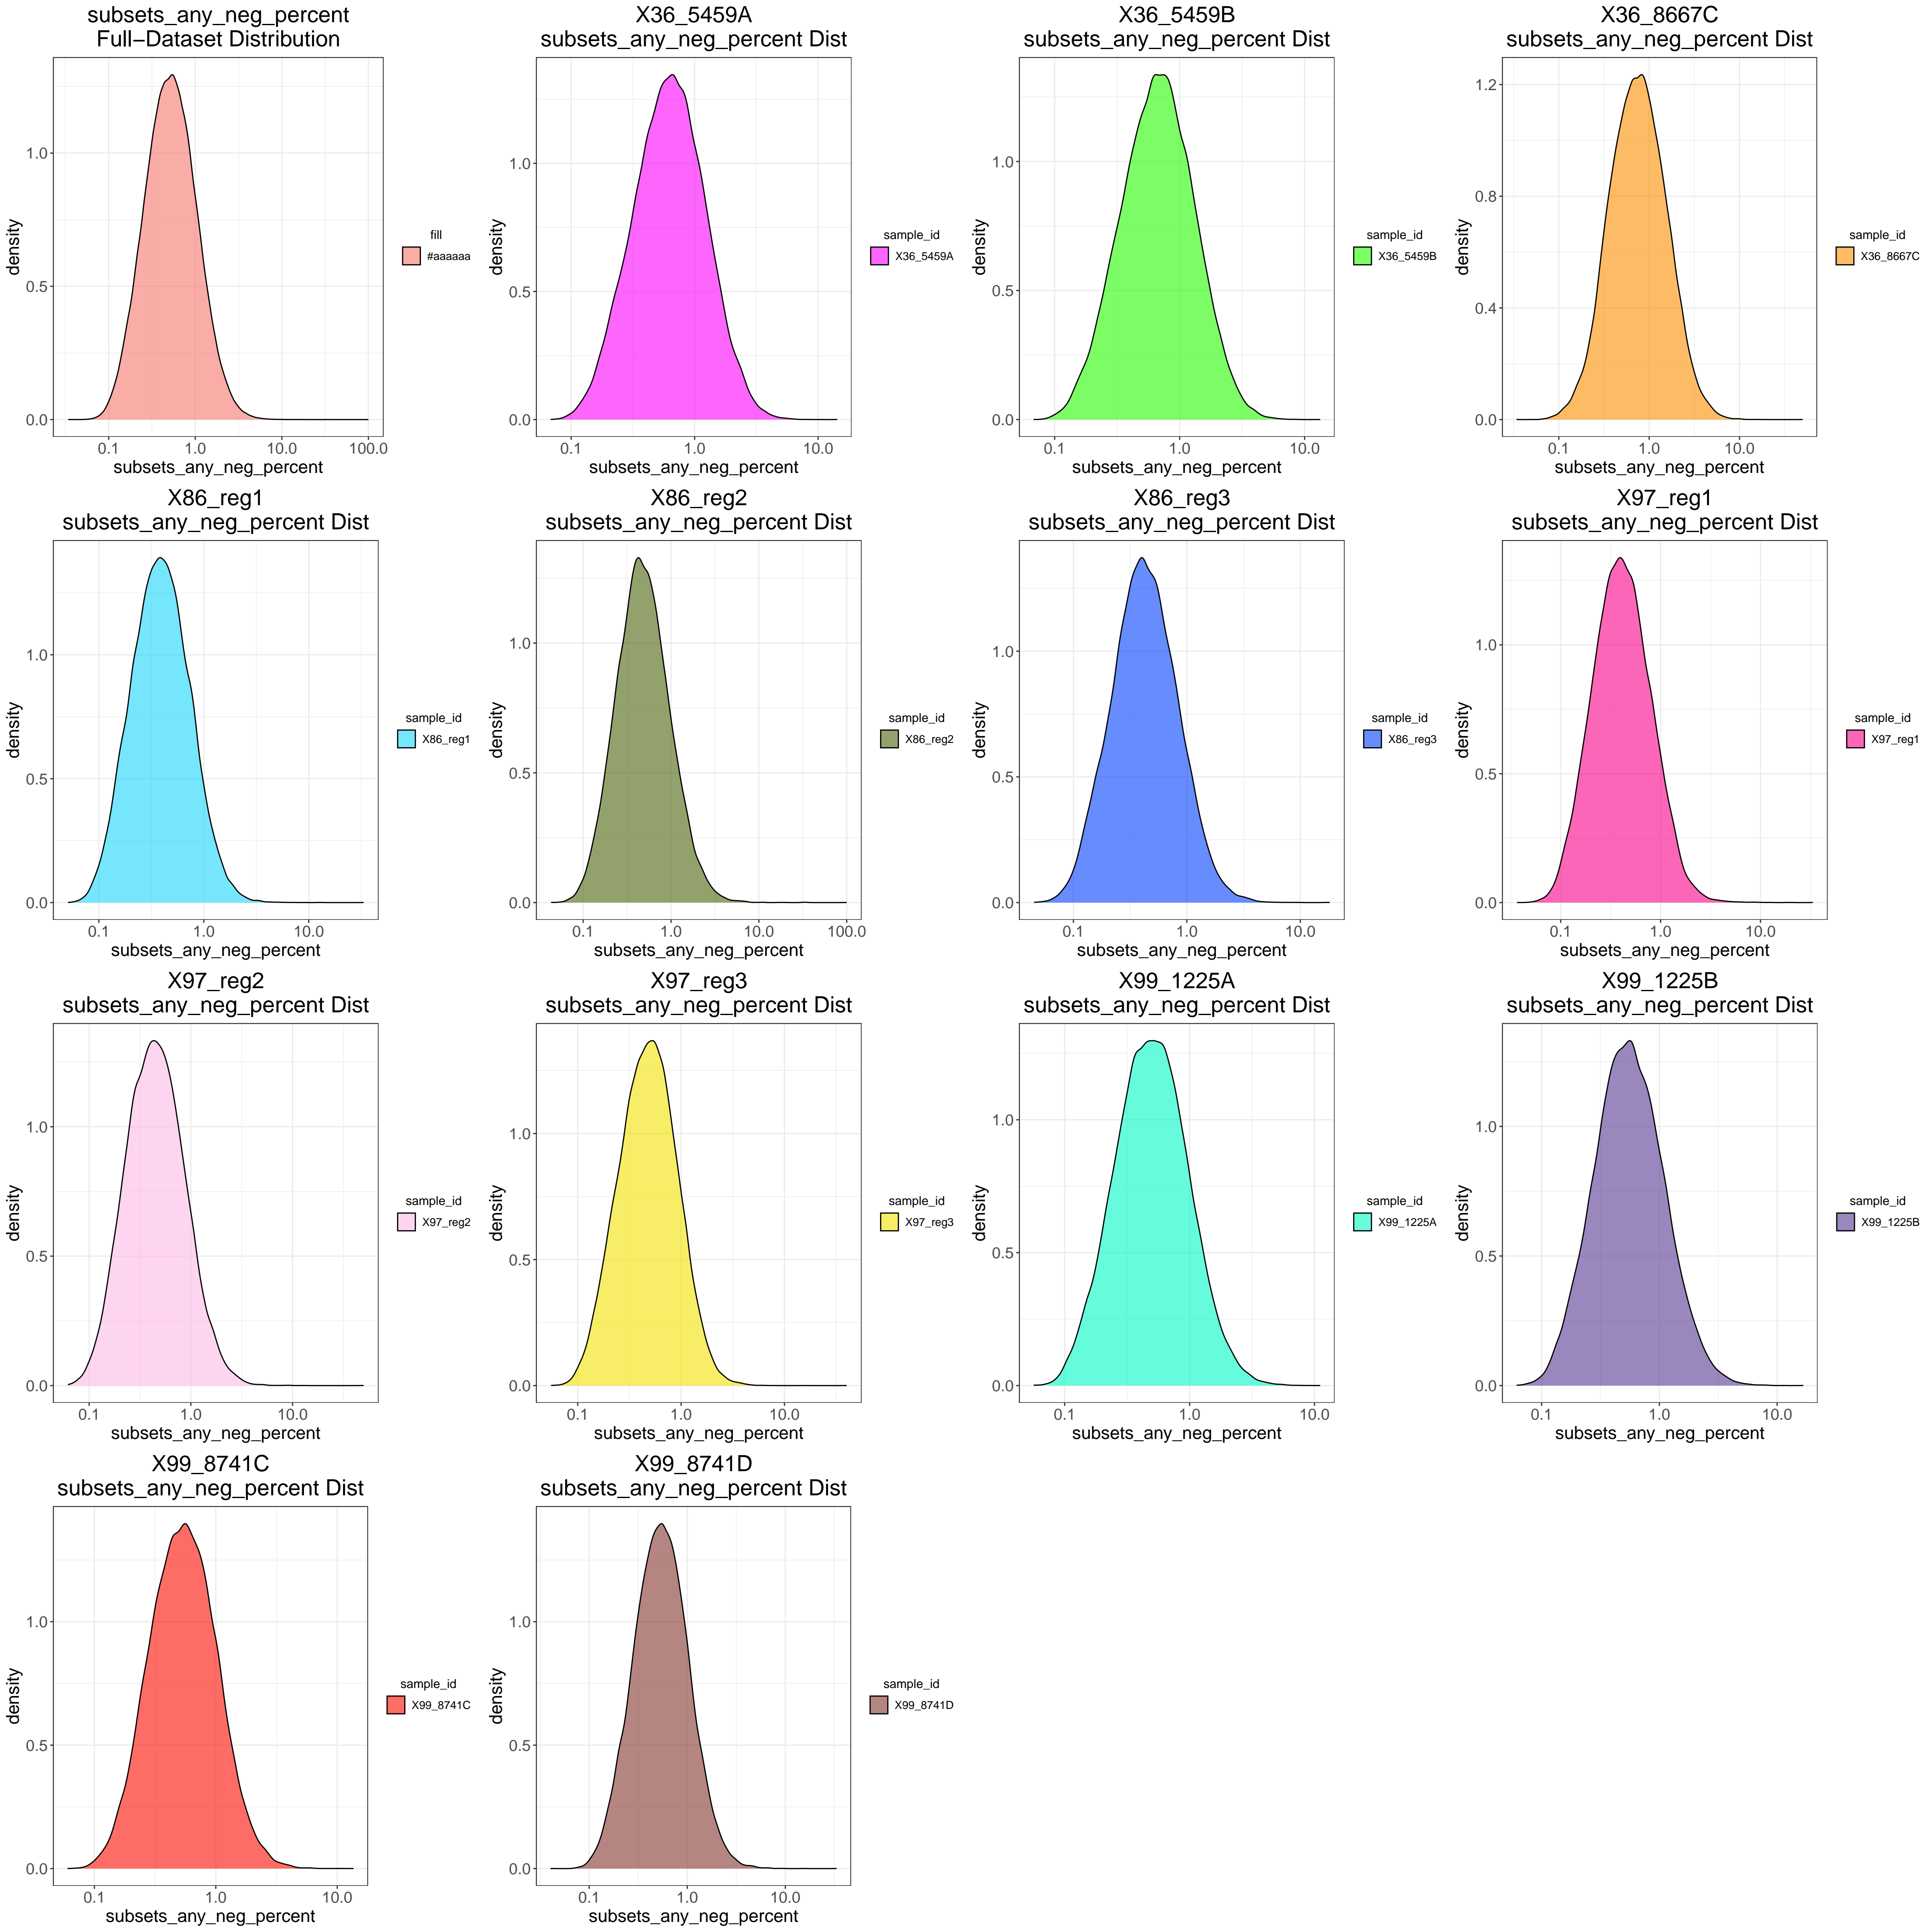 subsets_any_neg_percent
Full−Dataset Distribution
density
1.0
0.5
0.0
0.1 1.0 10.0 100.0
subsets_any_neg_percent
fill
#aaaaaa
X36_5459A
subsets_any_neg_percent Dist
density
1.0
0.5
0.0
0.1 1.0 10.0
subsets_any_neg_percent
sample_id
X36_5459A
X36_5459B
subsets_any_neg_percent Dist
density
1.0
0.5
0.0
0.1 1.0 10.0
subsets_any_neg_percent
sample_id
X36_5459B
X36_8667C
subsets_any_neg_percent Dist
density
1.2
0.8
0.4
0.0
0.1 1.0 10.0
subsets_any_neg_percent
sample_id
X36_8667C
X86_reg1
subsets_any_neg_percent Dist
density
1.0
0.5
0.0
0.1 1.0 10.0
subsets_any_neg_percent
sample_id
X86_reg1
X86_reg2
subsets_any_neg_percent Dist
density
1.0
0.5
0.0
0.1 1.0 10.0 100.0
subsets_any_neg_percent
sample_id
X86_reg2
X86_reg3
subsets_any_neg_percent Dist
density
1.0
0.5
0.0
0.1 1.0 10.0
subsets_any_neg_percent
sample_id
X86_reg3
X97_reg1
subsets_any_neg_percent Dist
density
1.0
0.5
0.0
0.1 1.0 10.0
subsets_any_neg_percent
sample_id
X97_reg1
X97_reg2
subsets_any_neg_percent Dist
density
1.0
0.5
0.0
0.1 1.0 10.0
subsets_any_neg_percent
sample_id
X97_reg2
X97_reg3
subsets_any_neg_percent Dist
density
1.0
0.5
0.0
0.1 1.0 10.0
subsets_any_neg_percent
sample_id
X97_reg3
X99_1225A
subsets_any_neg_percent Dist
density
1.0
0.5
0.0
0.1 1.0 10.0
subsets_any_neg_percent
sample_id
X99_1225A
X99_1225B
subsets_any_neg_percent Dist
density
1.0
0.5
0.0
0.1 1.0 10.0
subsets_any_neg_percent
sample_id
X99_1225B
X99_8741C
subsets_any_neg_percent Dist
density
1.0
0.5
0.0
0.1 1.0 10.0
subsets_any_neg_percent
sample_id
X99_8741C
X99_8741D
subsets_any_neg_percent Dist
density
1.0
0.5
0.0
0.1 1.0 10.0
subsets_any_neg_percent
sample_id
X99_8741D